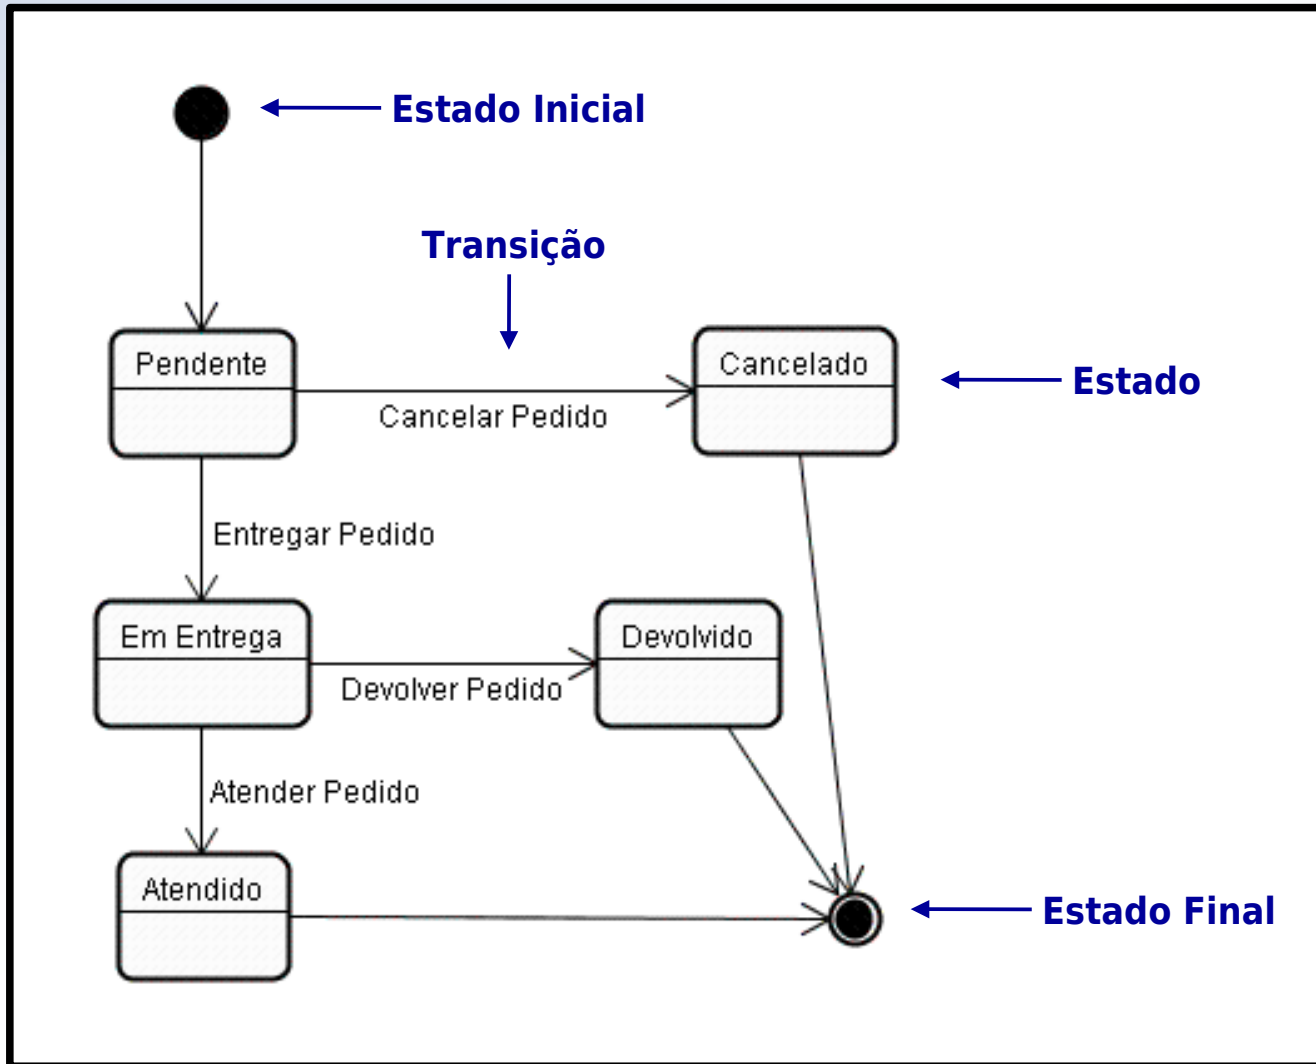 Estado Inicial
Transição
Pendente
Cancelado
Estado
Cancelar Pedido
Entregar Pedido
Em Entrega
Devolvido
Devolver Pedido
Atender Pedido
Atendido
Estado Final